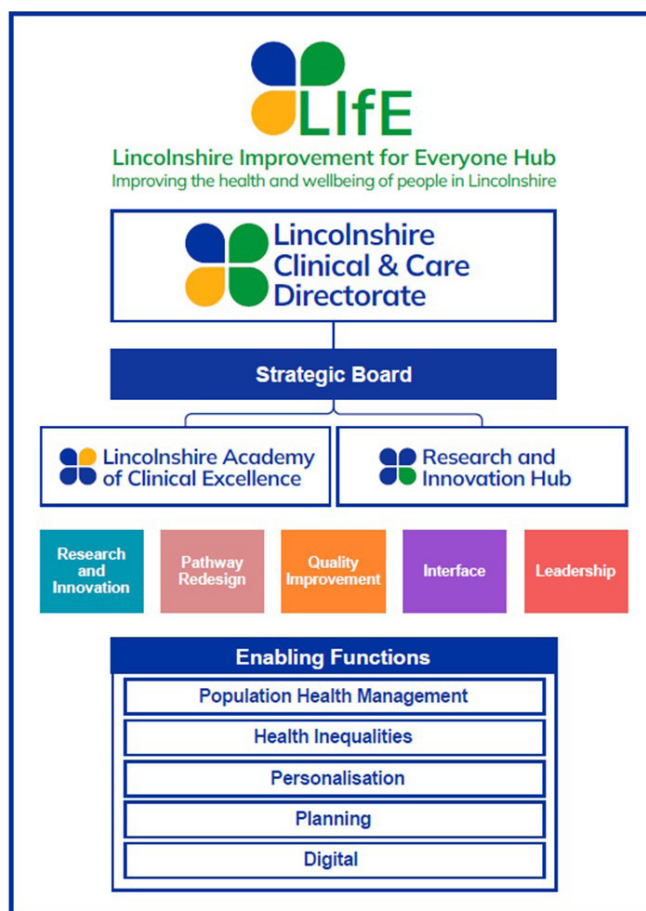 LIfE
Lincolnshire Improvement for Everyone Hub
Improving the health and wellbeing of people in Lincolnshire
Lincolnshire
Clinical & Care
Directorate
Strategic Board
Lincolnshire Academy
of Clinical Excellence
Research and
Innovation Hub
Research
and
Innovation
Pathway
Redesign
Quality
Improvement
Interface
Leadership
Enabling Functions
Population Health Management
Health Inequalities
Personalisation
Planning
Digital